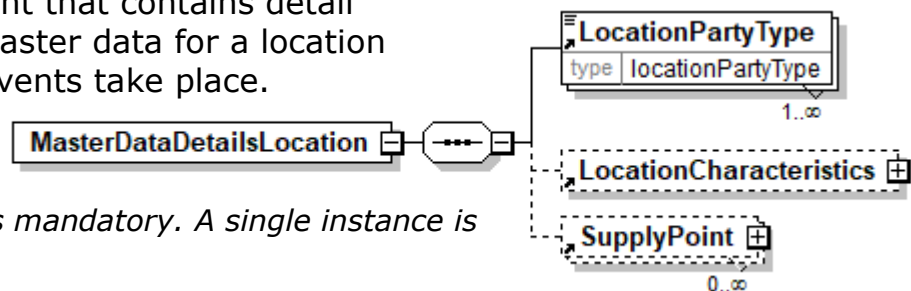 nt that contains detail
aster data for a location
vents take place.
LocationPartyType
type locationPartyType
1..∞
MasterDataDetailsLocation
LocationCharacteristics
s mandatory. A single instance is
SupplyPoint
0..∞